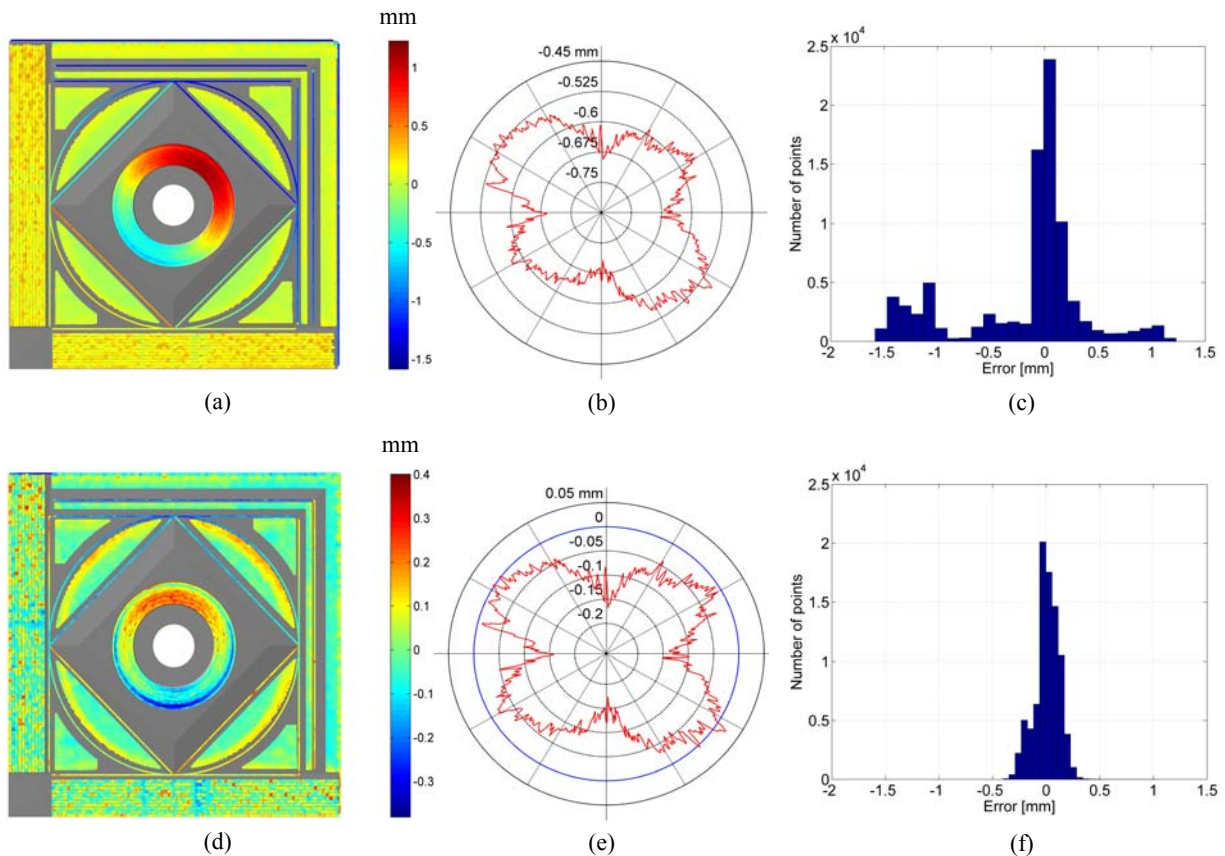 mm
1
0.5
0
-0.5
-1
-1.5
(a)
-0.45 mm
-0.525
-0.6
-0.675
-0.75
(b)
x 10^4
2.5
2
1.5
1
0.5
0
Number of points
-2 -1.5 -1 -0.5 0 0.5 1 1.5
Error [mm]
(c)
mm
0.4
0.3
0.2
0.1
0
-0.1
-0.2
-0.3
(d)
0.05 mm
0
-0.05
-0.1
-0.15
-0.2
(e)
x 10^4
2.5
2
1.5
1
0.5
0
Number of points
-2 -1.5 -1 -0.5 0 0.5 1 1.5
Error [mm]
(f)